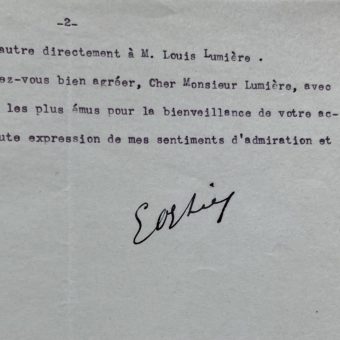 -2-
autre directement à M. Louis Lumière .
ez-vous bien agréer, Cher Monsieur Lumière, avec
les plus émus pour la bienveillance de votre ac-
ute expression de mes sentiments d'admiration et